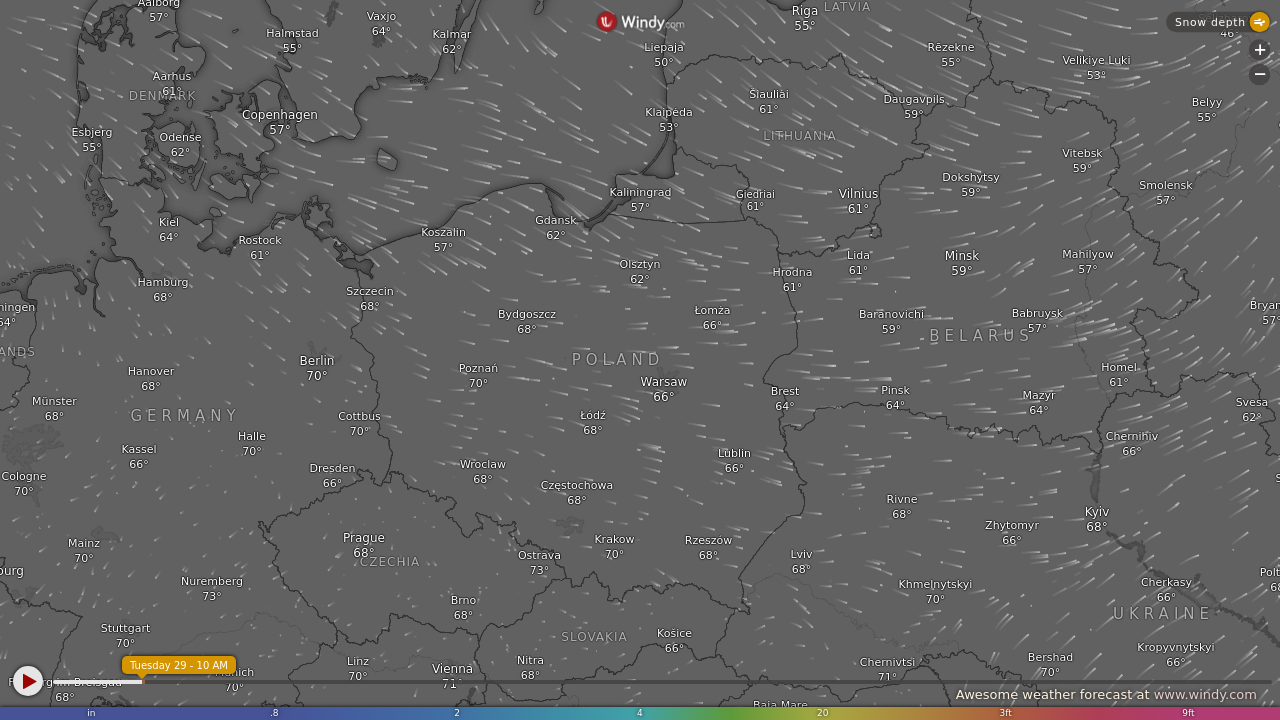 Aalborg
57°
Vaxjo
64°
Halmstad
55°
Kalmar
62°
Windy.com
Riga
55°
LATVIA
Snow depth
46°
Liepaja
50°
Rēzekne
55°
Velikiye Luki
53°
+
−
Aarhus
61°
DENMARK
Copenhagen
57°
Klaipėda
53°
Šiauliai
61°
Daugavpils
59°
Belyy
55°
Esbjerg
55°
Odense
62°
LITHUANIA
Vitebsk
59°
Kaliningrad
57°
Giedriai
61°
Vilnius
61°
Dokshytsy
59°
Smolensk
57°
Kiel
64°
Rostock
61°
Koszalin
57°
Gdansk
62°
Olsztyn
62°
Hrodna
61°
Lida
61°
Minsk
59°
Mahilyow
57°
Hamburg
68°
Szczecin
68°
Bydgoszcz
68°
Łomża
66°
Baranovichi
59°
Babruysk
57°
BELARUS
Berlin
70°
Hanover
68°
Poznań
70°
POLAND
Warsaw
66°
Brest
64°
Pinsk
64°
Mazyr
64°
Homel
61°
Svesa
62°
Münster
68°
GERMANY
Cottbus
70°
Łódź
68°
Chernihiv
66°
Kassel
66°
Halle
70°
Lublin
66°
Cologne
70°
Dresden
66°
Wroclaw
68°
Częstochowa
68°
Rivne
68°
Zhytomyr
66°
Kyiv
68°
Mainz
70°
Prague
68°
CZECHIA
Ostrava
73°
Krakow
70°
Rzeszow
68°
Lviv
68°
Nuremberg
73°
Brno
68°
Khmelnytskyi
70°
Cherkasy
66°
UKRAINE
Stuttgart
70°
SLOVAKIA
Košice
66°
Kropyvnytskyi
66°
Tuesday 29 - 10 AM
Linz
70°
Vienna
71°
Nitra
68°
Chernivtsi
71°
Bershad
70°
70°
68°
Baia Mare
Awesome weather forecast at www.windy.com
in .8 2 4 20 3ft 9ft